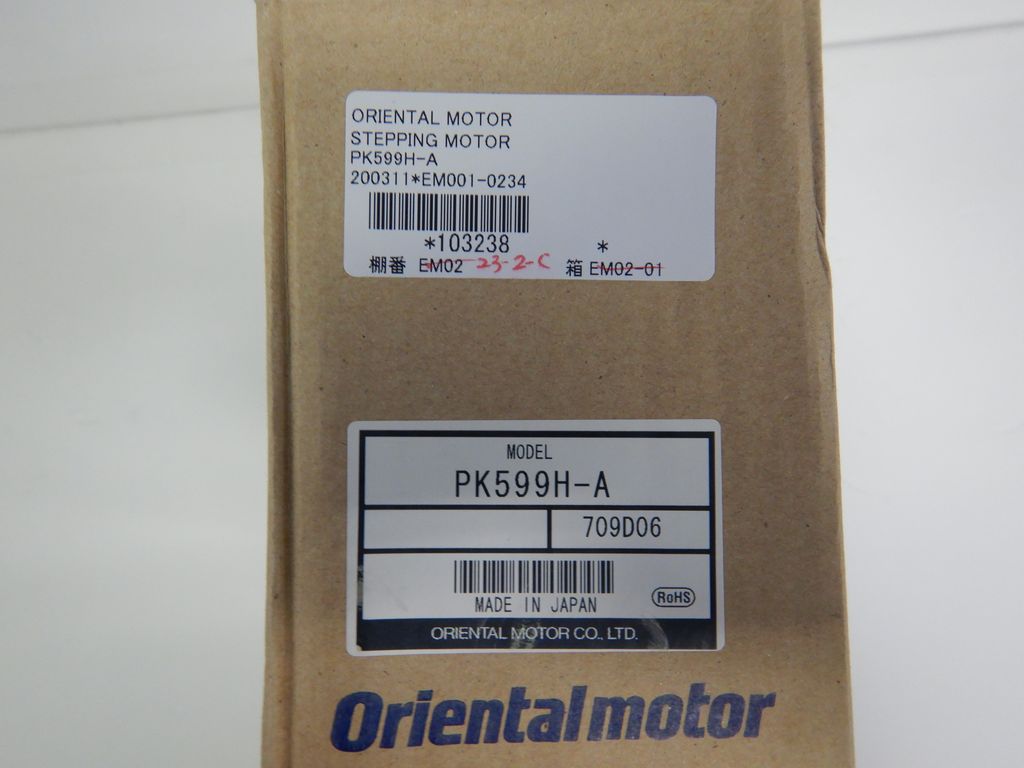 ORIENTAL MOTOR
STEPPING MOTOR
PK599H-A
200311*EM001-0234
*103238 *
棚番 EM02 23-2-C 箱 EM02-01
MODEL
PK599H-A
709D06
MADE IN JAPAN
RoHS
ORIENTAL MOTOR CO., LTD.
Orientalmotor